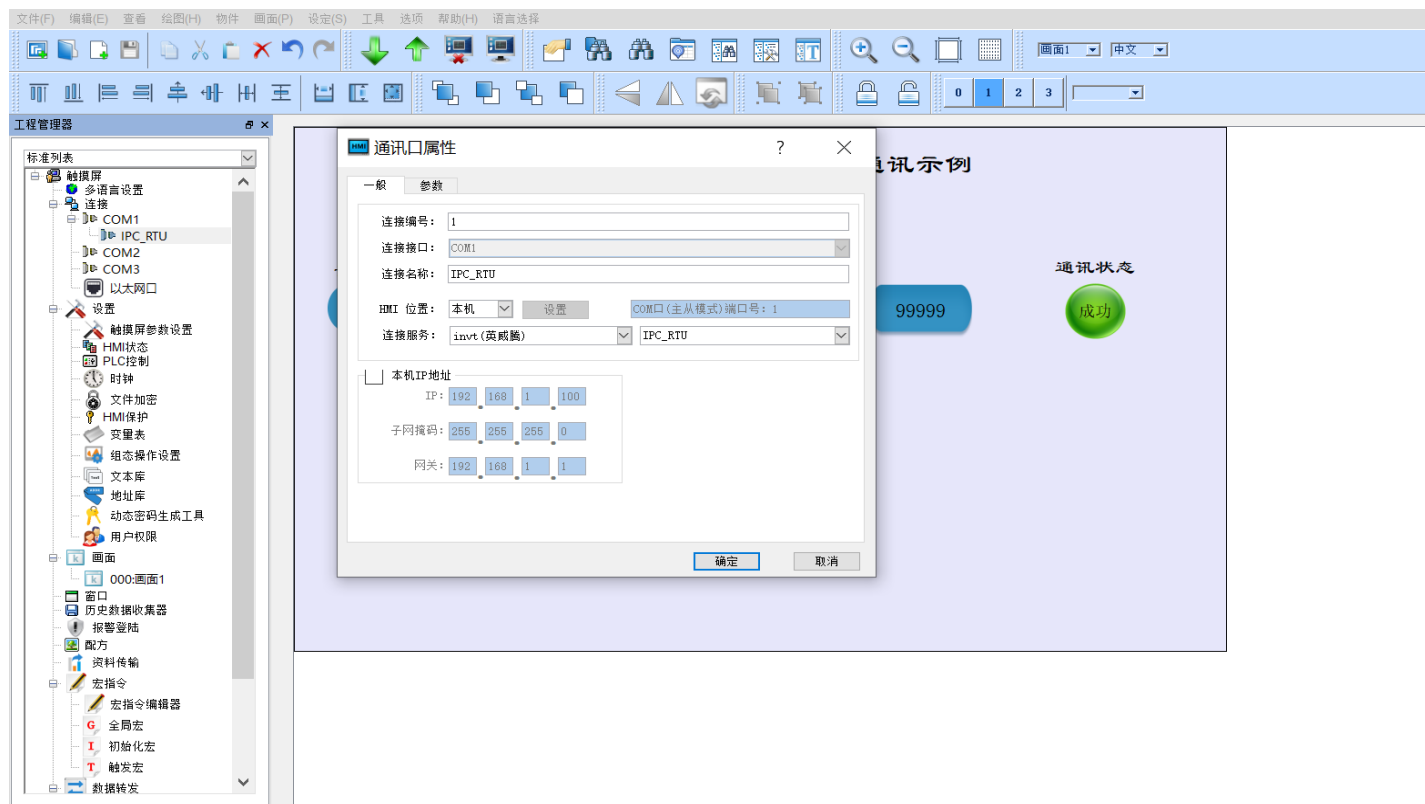 文件(F) 编辑(E) 查看 绘图(H) 物件 画面(P) 设定(S) 工具 选项 帮助(H) 语言选择
画面1 中文
0 1 2 3
工程管理器
标准列表
触摸屏
多语言设置
连接
COM1
IPC_RTU
COM2
COM3
以太网口
设置
触摸屏参数设置
HMI状态
PLC控制
时钟
文件加密
HMI保护
变量表
组态操作设置
文本库
地址库
动态密码生成工具
用户权限
画面
000:画面1
窗口
历史数据收集器
报警登陆
配方
资料传输
宏指令
宏指令编辑器
G 全局宏
I 初始化宏
T 触发宏
数据转发
HMI 通讯口属性 ?
一般 参数
连接编号: 1
连接接口: COM1
连接名称: IPC_RTU
HMI 位置: 本机 设置 COM口(主从模式)端口号: 1
连接服务: invt(英威腾) IPC_RTU
本机IP地址
IP: 192 . 168 . 1 . 100
子网掩码: 255 . 255 . 255 . 0
网关: 192 . 168 . 1 . 1
确定 取消
讯示例
通讯状态
99999
成功